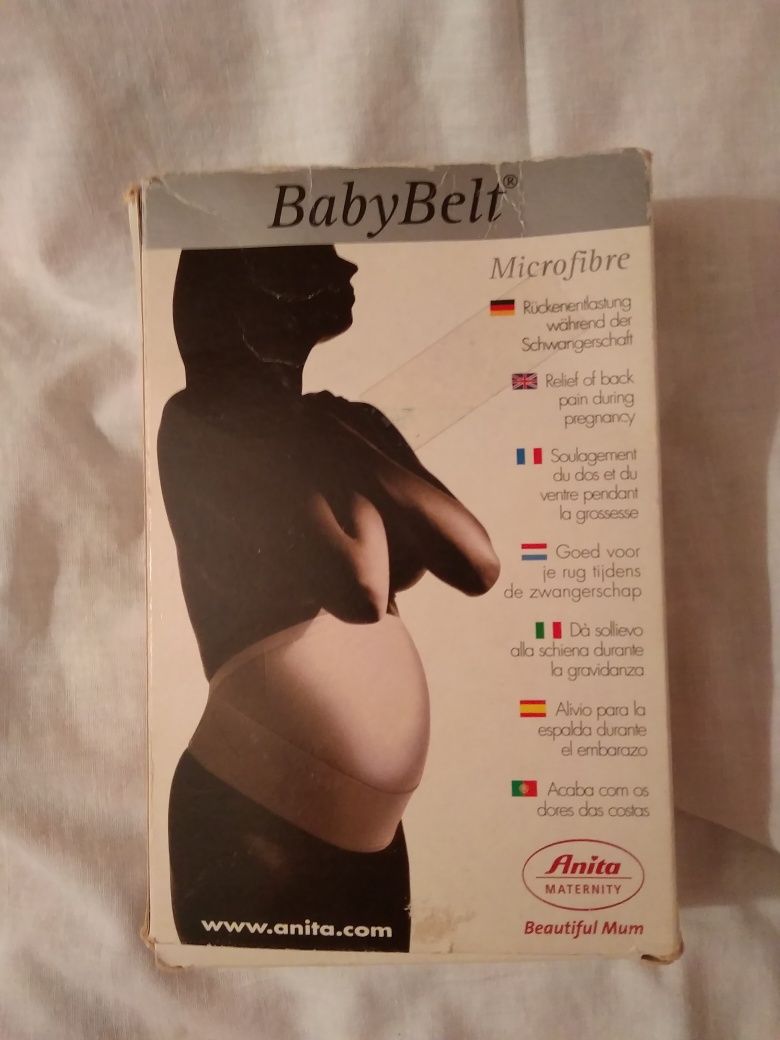 BabyBelt®
Microfibre
Rückenentlastung
während der
Schwangerschaft
Relief of back
pain during
pregnancy
Soulagement
du dos et du
ventre pendant
la grossesse
Goed voor
je rug tijdens
de zwangerschap
Dà sollievo
alla schiena durante
la gravidanza
Alivio para la
espalda durante
el embarazo
Acaba com as
dores das costas
Anita
MATERNITY
www.anita.com
Beautiful Mum